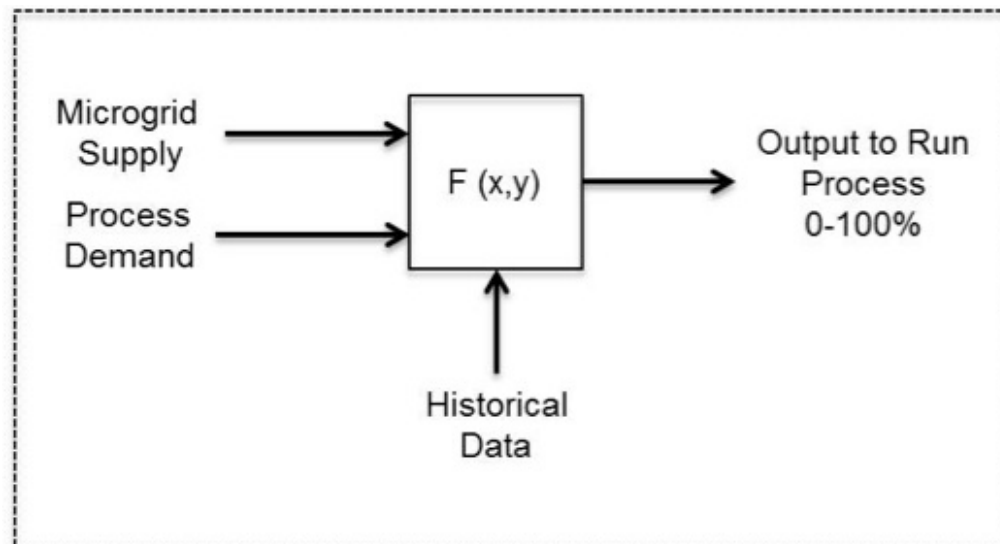 Microgrid
Supply
Process
Demand
F (x,y)
Output to Run
Process
0-100%
Historical
Data